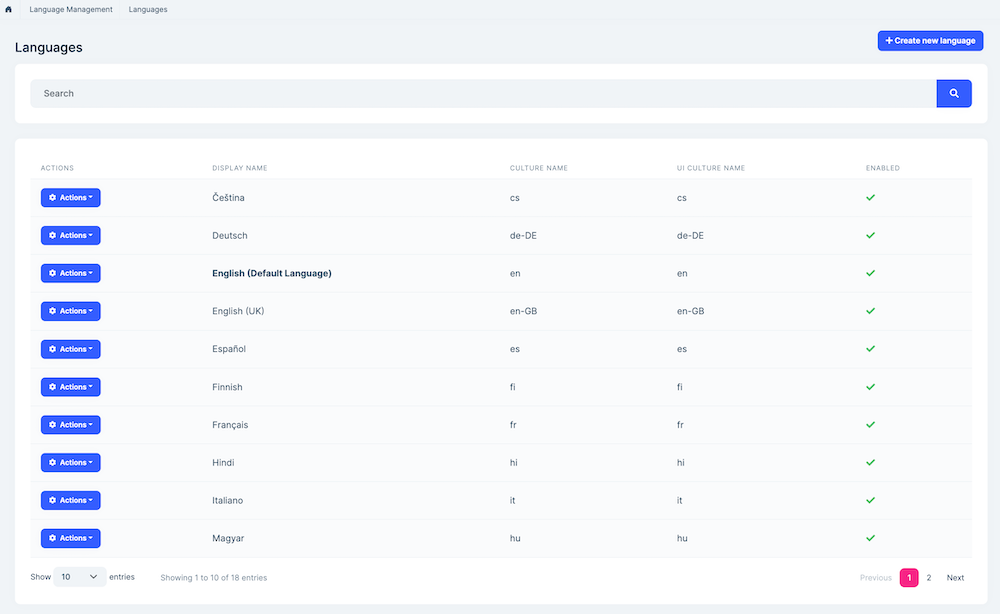 Language Management Languages
Languages
Create new language
Search
ACTIONS DISPLAY NAME CULTURE NAME UI CULTURE NAME ENABLED
Actions Čeština cs cs
Actions Deutsch de-DE de-DE
Actions English (Default Language) en en
Actions English (UK) en-GB en-GB
Actions Español es es
Actions Finnish fi fi
Actions Français fr fr
Actions Hindi hi hi
Actions Italiano it it
Actions Magyar hu hu
Show 10 entries Showing 1 to 10 of 18 entries Previous 1 2 Next